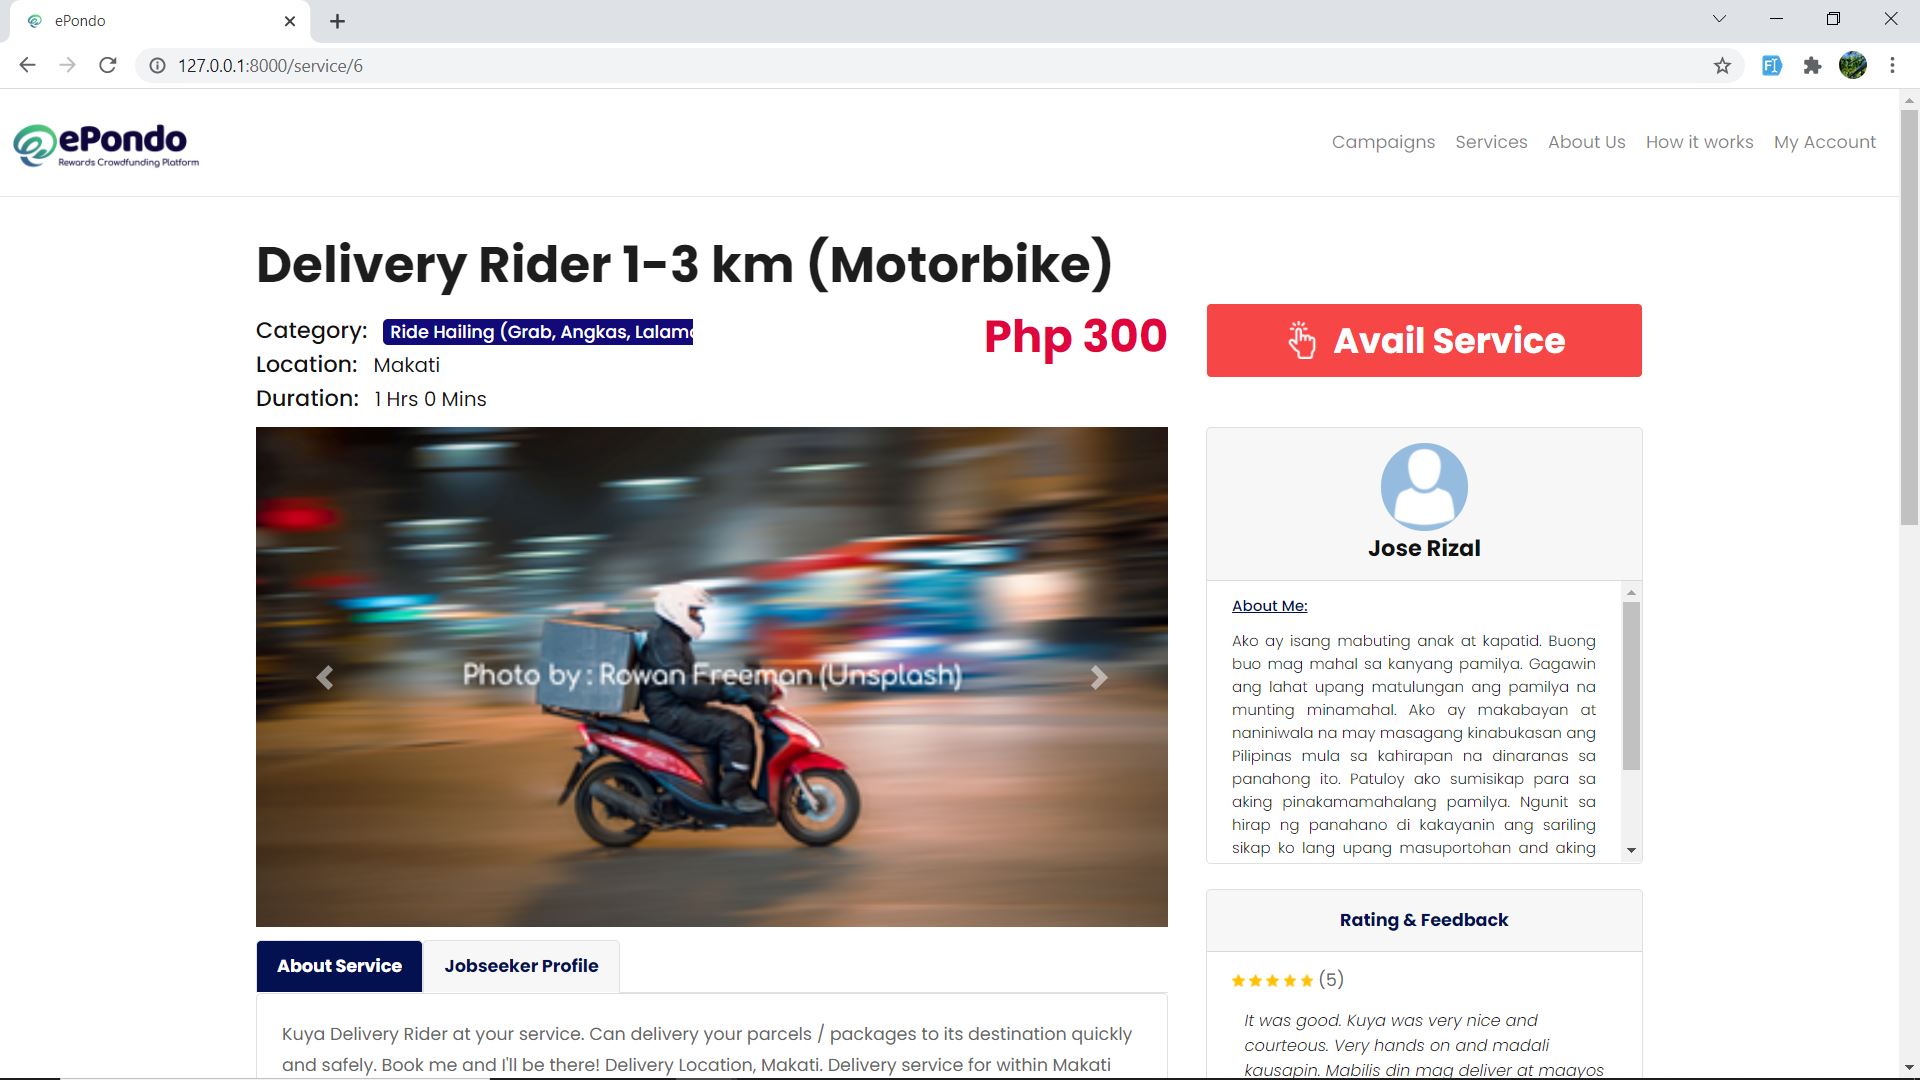 ePondo
127.0.0.1:8000/service/6
ePondo
Rewards Crowdfunding Platform
Campaigns Services About Us How it works My Account
Delivery Rider 1-3 km (Motorbike)
Category: Ride Hailing (Grab, Angkas, Lalam
Php 300
Avail Service
Location: Makati
Duration: 1 Hrs 0 Mins
Photo by : Rowan Freeman (Unsplash)
Jose Rizal
About Me:
Ako ay isang mabuting anak at kapatid. Buong
buo mag mahal sa kanyang pamilya. Gagawin
ang lahat upang matulungan ang pamilya na
munting minamahal. Ako ay makabayan at
naniniwala na may masagang kinabukasan ang
Pilipinas mula sa kahirapan na dinaranas sa
panahong ito. Patuloy ako sumisikap para sa
aking pinakamamahalang pamilya. Ngunit sa
hirap ng panahano di kakayanin ang sariling
sikap ko lang upang masuportohan and aking
Rating & Feedback
(5)
It was good. Kuya was very nice and
courteous. Very hands on and madali
kausapin. Mabilis din mag deliver at maayos
About Service Jobseeker Profile
Kuya Delivery Rider at your service. Can delivery your parcels / packages to its destination quickly
and safely. Book me and I'll be there! Delivery Location, Makati. Delivery service for within Makati